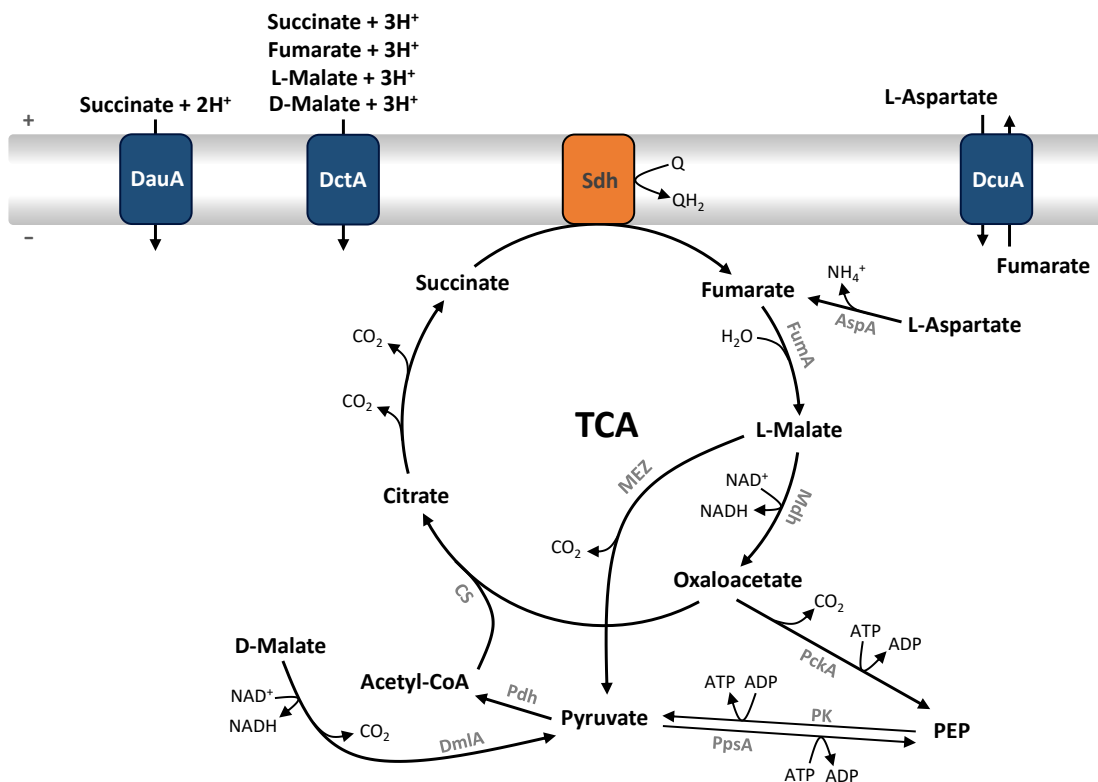 Succinate + 3H⁺
Fumarate + 3H⁺
L-Malate + 3H⁺
D-Malate + 3H⁺
Succinate + 2H⁺
L-Aspartate
+
DauA
DctA
Sdh
Q
QH₂
DcuA
–
Succinate
Fumarate
NH₄⁺
Fumarate
AspA
L-Aspartate
CO₂
H₂O
FumA
CO₂
TCA
L-Malate
MEZ
NAD⁺
NADH
Mdh
Citrate
CO₂
Oxaloacetate
CS
CO₂
ATP
ADP
PckA
D-Malate
NAD⁺
NADH
CO₂
Acetyl-CoA
Pdh
ATP
ADP
Pyruvate
PK
PEP
DmlA
PpsA
ATP
ADP